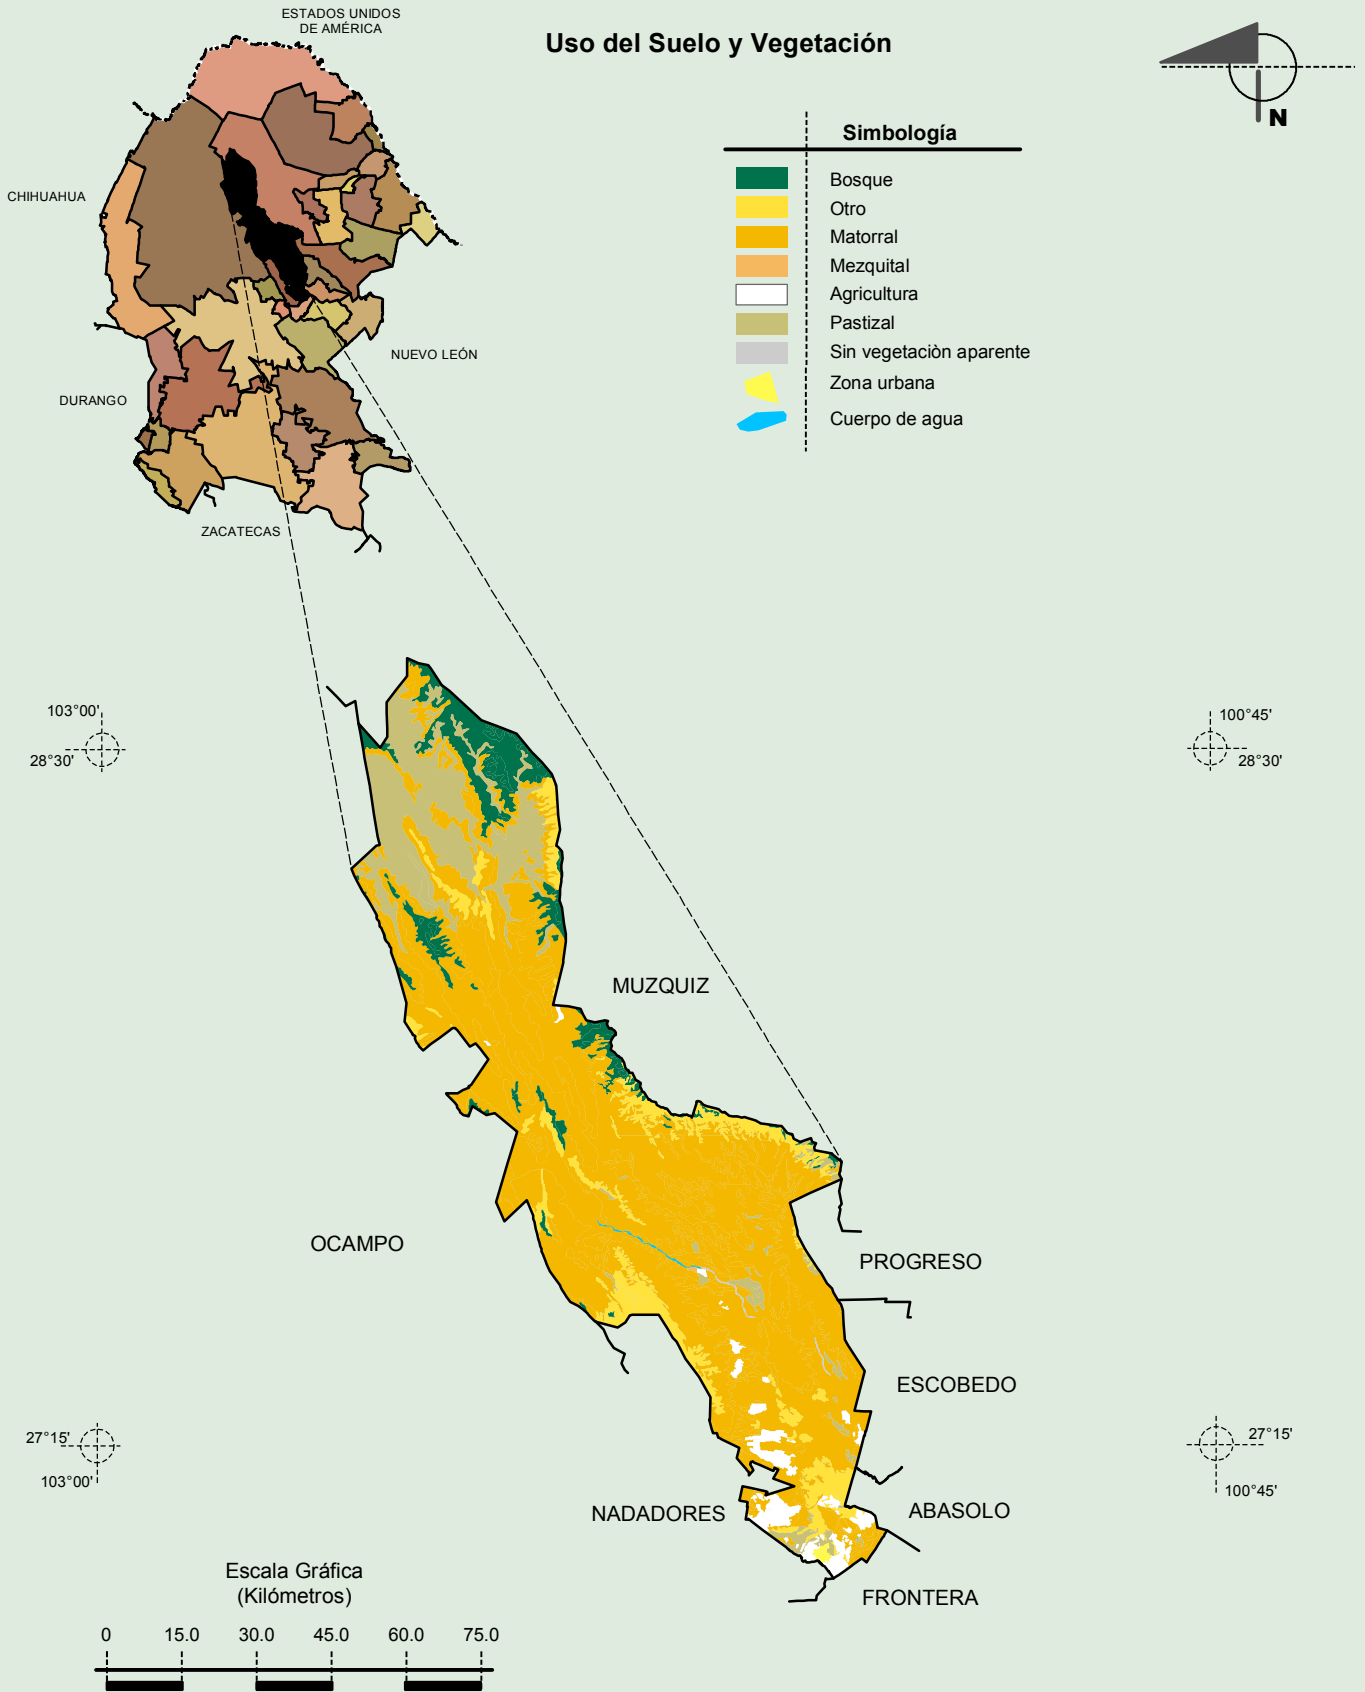 ESTADOS UNIDOS
DE AMÉRICA
Uso del Suelo y Vegetación
N
Simbología
Bosque
Otro
Matorral
Mezquital
Agricultura
Pastizal
Sin vegetaciòn aparente
Zona urbana
Cuerpo de agua
CHIHUAHUA
NUEVO LEÓN
DURANGO
ZACATECAS
103°00'
28°30'
100°45'
28°30'
MUZQUIZ
OCAMPO
PROGRESO
ESCOBEDO
27°15'
103°00'
27°15'
100°45'
NADADORES
ABASOLO
FRONTERA
Escala Gráfica
(Kilómetros)
0 15.0 30.0 45.0 60.0 75.0